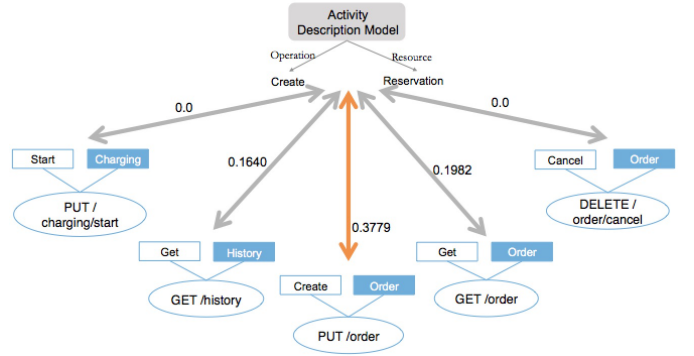 Activity
Description Model
Operation
Resource
Create
Reservation
0.0
0.0
Start
Charging
0.1640
0.1982
Cancel
Order
PUT /
charging/start
DELETE /
order/cancel
0.3779
Get
History
Get
Order
Create
Order
GET /history
GET /order
PUT /order